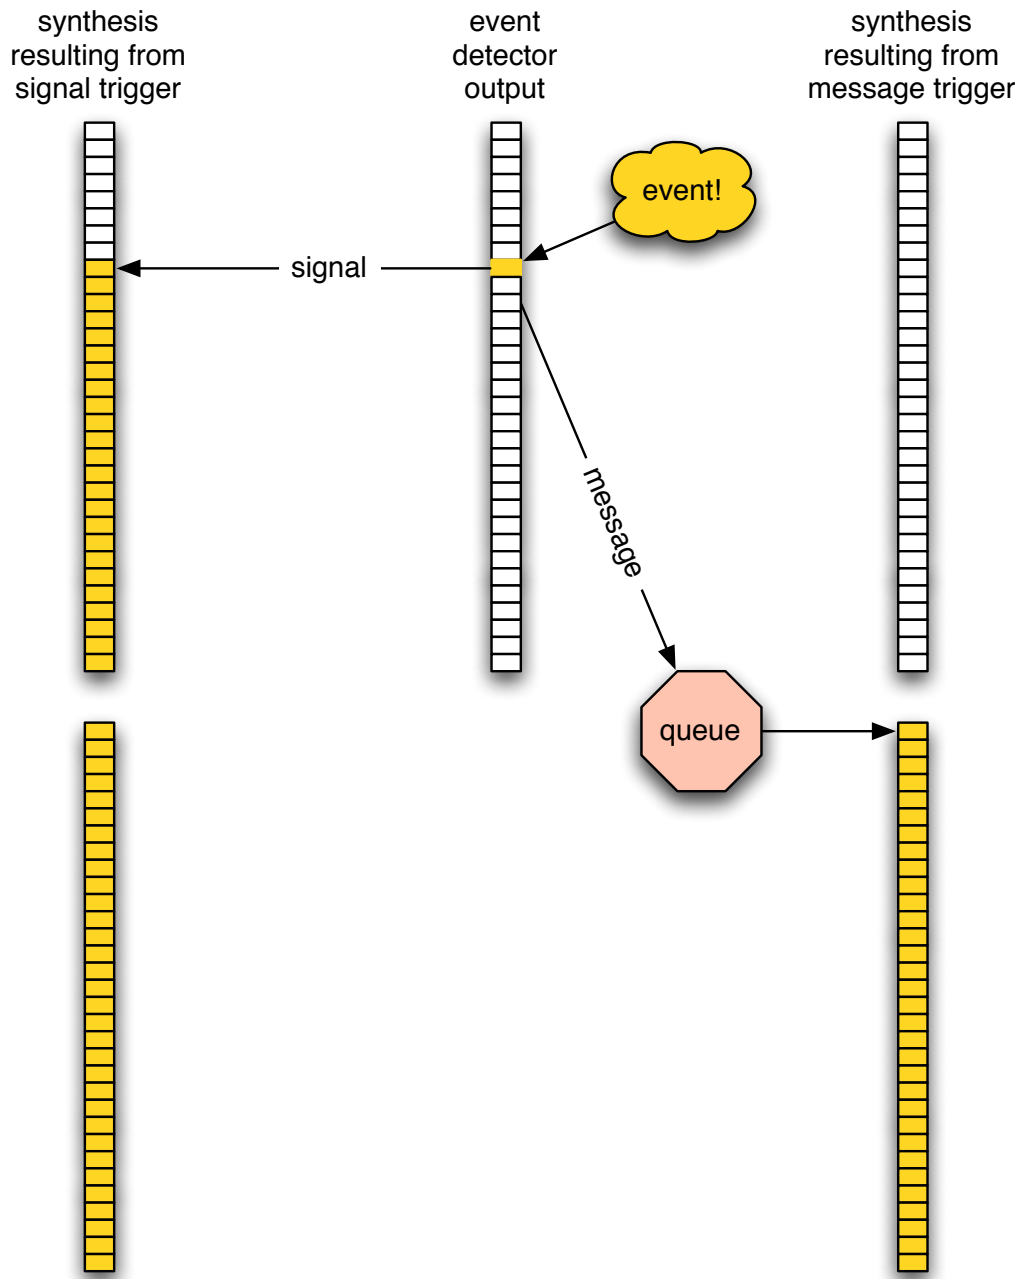 synthesis
resulting from
signal trigger
event
detector
output
synthesis
resulting from
message trigger
event!
signal
message
queue